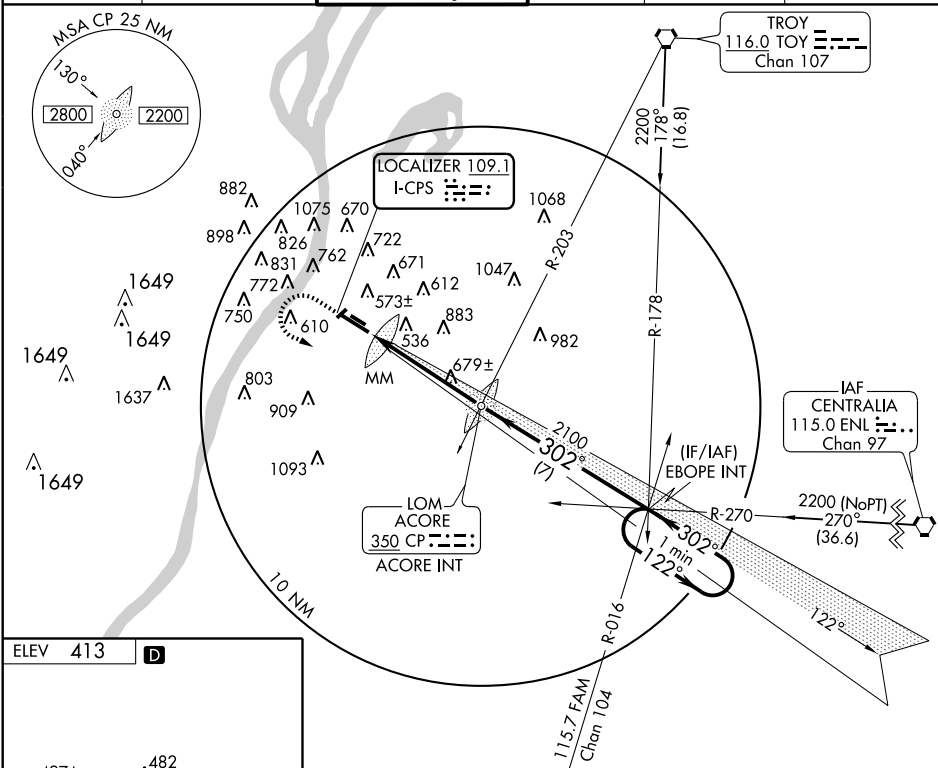 MSA CP 25 NM
130°
2800
2200
040°
TROY
116.0 TOY
Chan 107
2200
178°
(16.8)
LOCALIZER 109.1
I-CPS
882
898
826
1075
670
722
1068
831
762
671
1047
772
612
750
573±
610
536
883
982
R-203
R-178
1649
1649
1649
1637
1649
MM
679±
803
909
1093
2100
302°
(7)
(IF/IAF)
EBOPE INT
IAF
CENTRALIA
115.0 ENL
Chan 97
R-270
2200 (NoPT)
270°
(36.6)
LOM
ACORE
350 CP
ACORE INT
302°
1 min
122°
122°
10 NM
R-016
115.7 FAM
Chan 104
ELEV 413
D
482